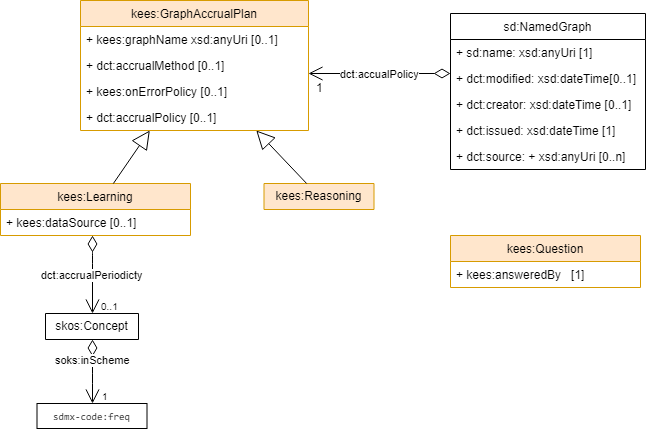 kees:GraphAccrualPlan
+ kees:graphName xsd:anyUri [0..1]
+ dct:accrualMethod [0..1]
+ kees:onErrorPolicy [0..1]
+ dct:accrualPolicy [0..1]
sd:NamedGraph
+ sd:name: xsd:anyUri [1]
+ dct:modified: xsd:dateTime[0..1]
+ dct:creator: xsd:dateTime [0..1]
+ dct:issued: xsd:dateTime [1]
+ dct:source: + xsd:anyUri [0..n]
dct:accualPolicy
1
kees:Learning
+ kees:dataSource [0..1]
kees:Reasoning
kees:Question
+ kees:answeredBy [1]
dct:accrualPeriodicty
0..1
skos:Concept
soks:inScheme
1
sdmx-code:freq